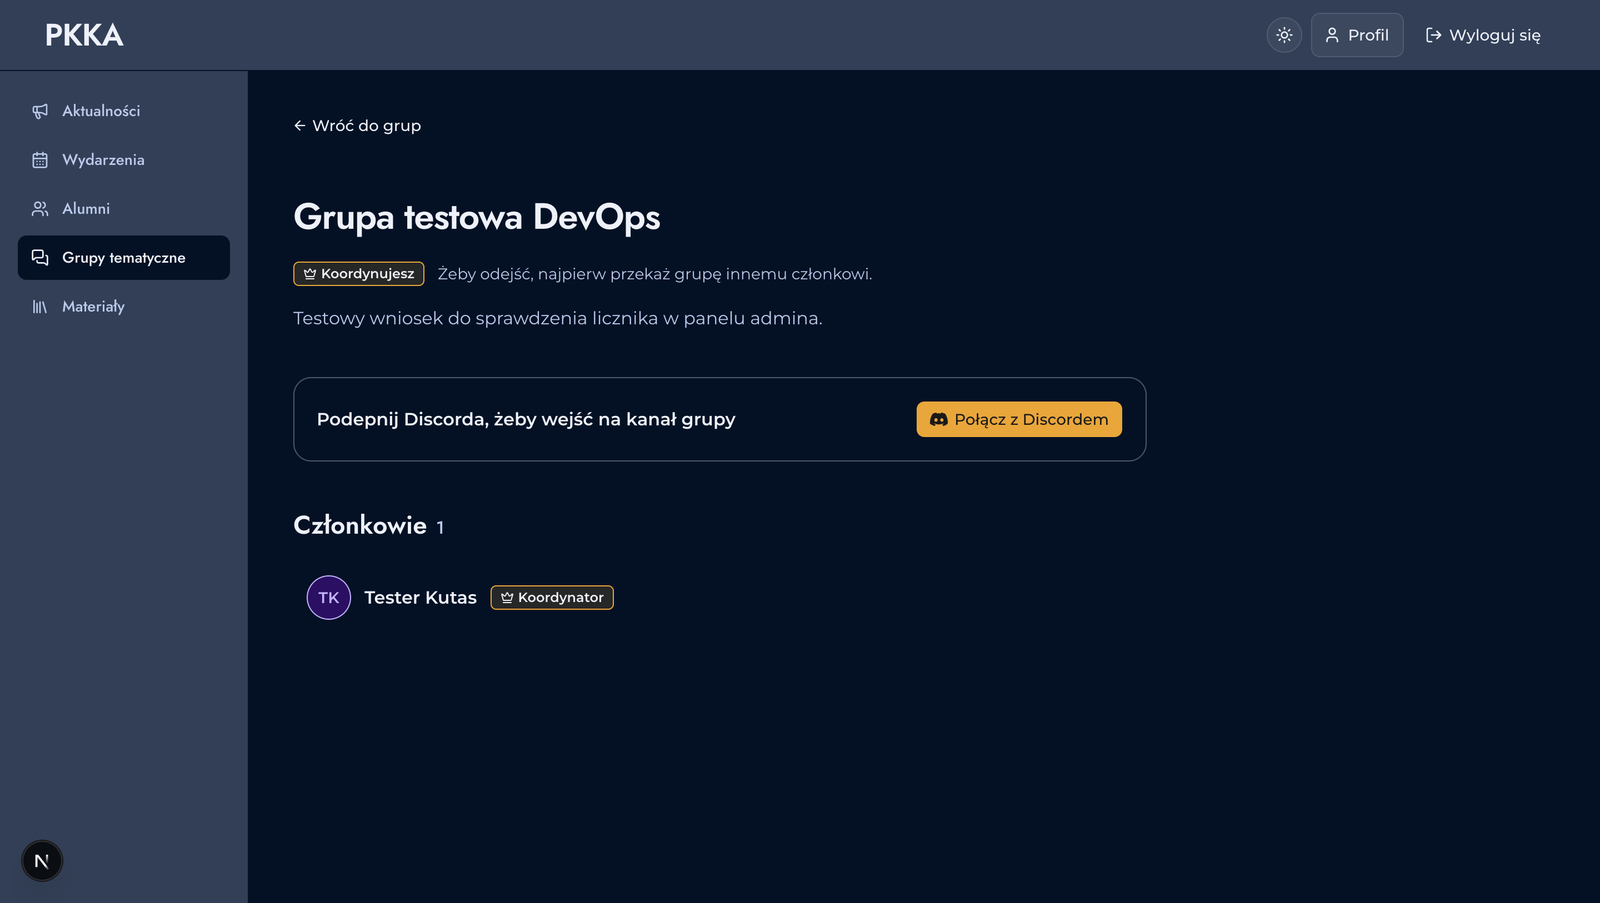 PKKA
Profil
Wyloguj się
Aktualności
Wydarzenia
Alumni
Grupy tematyczne
Materiały
Wróć do grup
Grupa testowa DevOps
Koordynujesz Żeby odejść, najpierw przekaż grupę innemu członkowi.
Testowy wniosek do sprawdzenia licznika w panelu admina.
Podepnij Discorda, żeby wejść na kanał grupy
Połącz z Discordem
Członkowie 1
TK Tester Kutas Koordynator
N